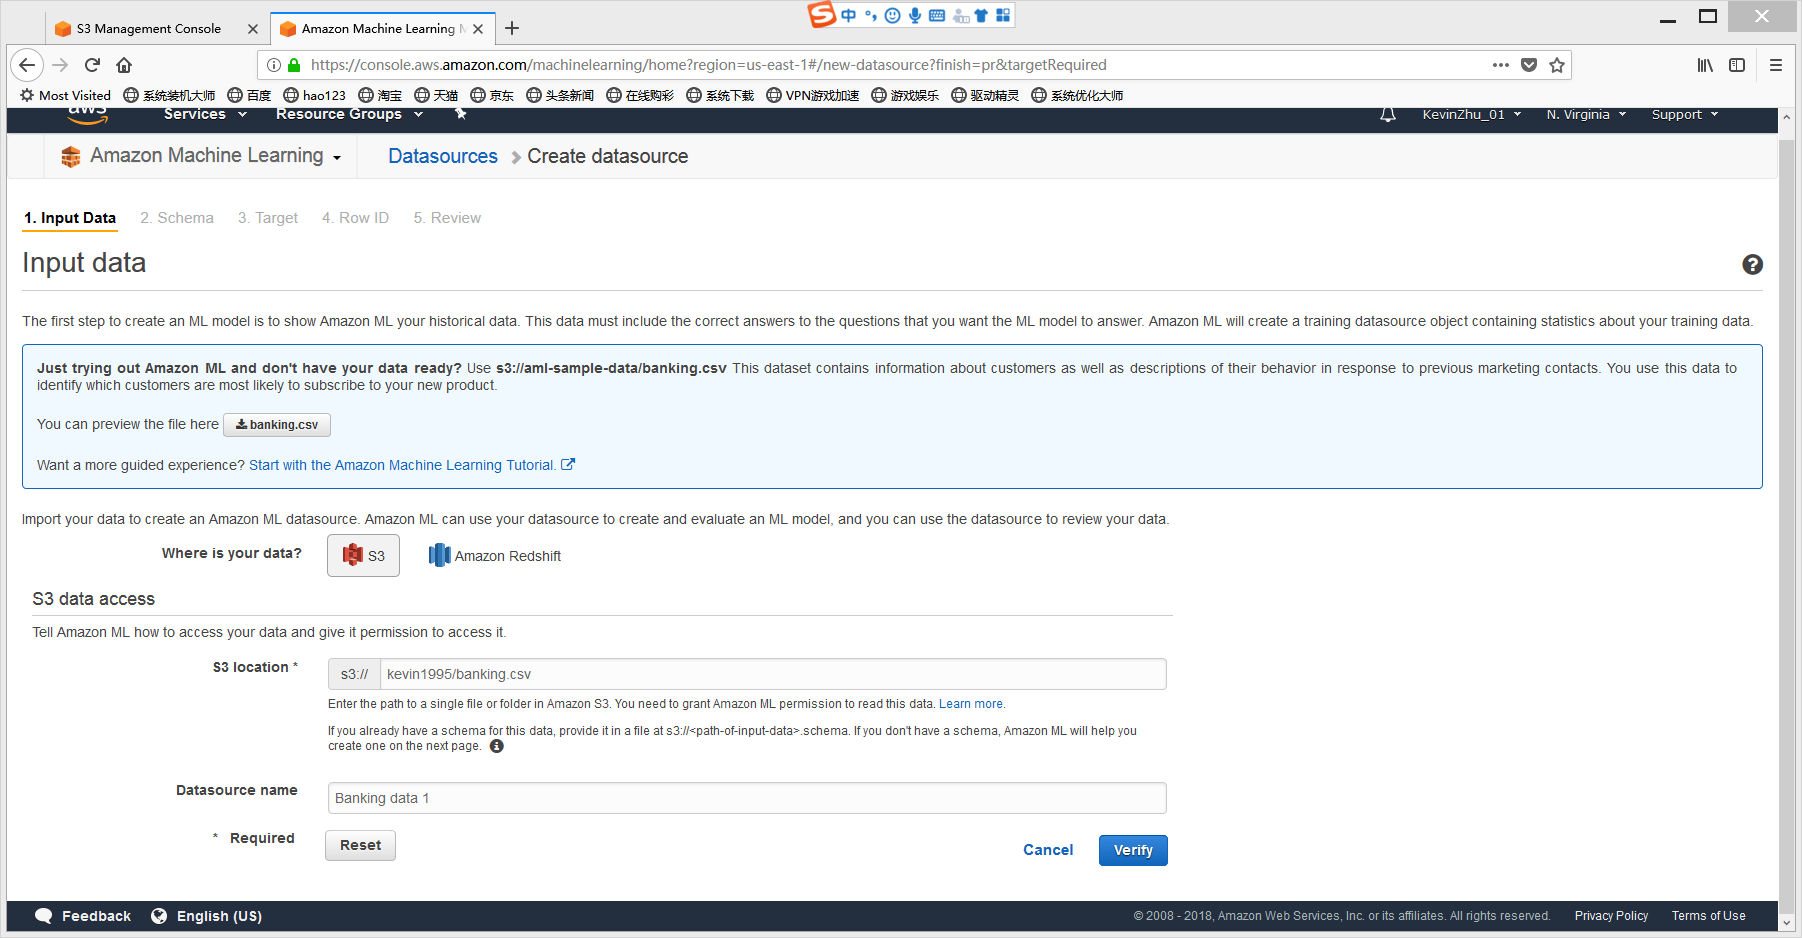 S3 Management Console
Amazon Machine Learning
中
https://console.aws.amazon.com/machinelearning/home?region=us-east-1#/new-datasource?finish=pr&targetRequired
Most Visited 系统装机大师 百度 hao123 淘宝 天猫 京东 头条新闻 在线购彩 系统下载 VPN游戏加速 游戏娱乐 驱动精灵 系统优化大师
aws Services Resource Groups KevinZhu_01 N. Virginia Support
Amazon Machine Learning Datasources Create datasource
1. Input Data 2. Schema 3. Target 4. Row ID 5. Review
Input data
The first step to create an ML model is to show Amazon ML your historical data. This data must include the correct answers to the questions that you want the ML model to answer. Amazon ML will create a training datasource object containing statistics about your training data.
Just trying out Amazon ML and don't have your data ready? Use s3://aml-sample-data/banking.csv This dataset contains information about customers as well as descriptions of their behavior in response to previous marketing contacts. You use this data to
identify which customers are most likely to subscribe to your new product.
You can preview the file here banking.csv
Want a more guided experience? Start with the Amazon Machine Learning Tutorial.
Import your data to create an Amazon ML datasource. Amazon ML can use your datasource to create and evaluate an ML model, and you can use the datasource to review your data.
Where is your data? S3 Amazon Redshift
S3 data access
Tell Amazon ML how to access your data and give it permission to access it.
S3 location * s3:// kevin1995/banking.csv
Enter the path to a single file or folder in Amazon S3. You need to grant Amazon ML permission to read this data. Learn more.
If you already have a schema for this data, provide it in a file at s3://<path-of-input-data>.schema. If you don't have a schema, Amazon ML will help you
create one on the next page.
Datasource name Banking data 1
* Required Reset Cancel Verify
Feedback English (US) © 2008 - 2018, Amazon Web Services, Inc. or its affiliates. All rights reserved. Privacy Policy Terms of Use